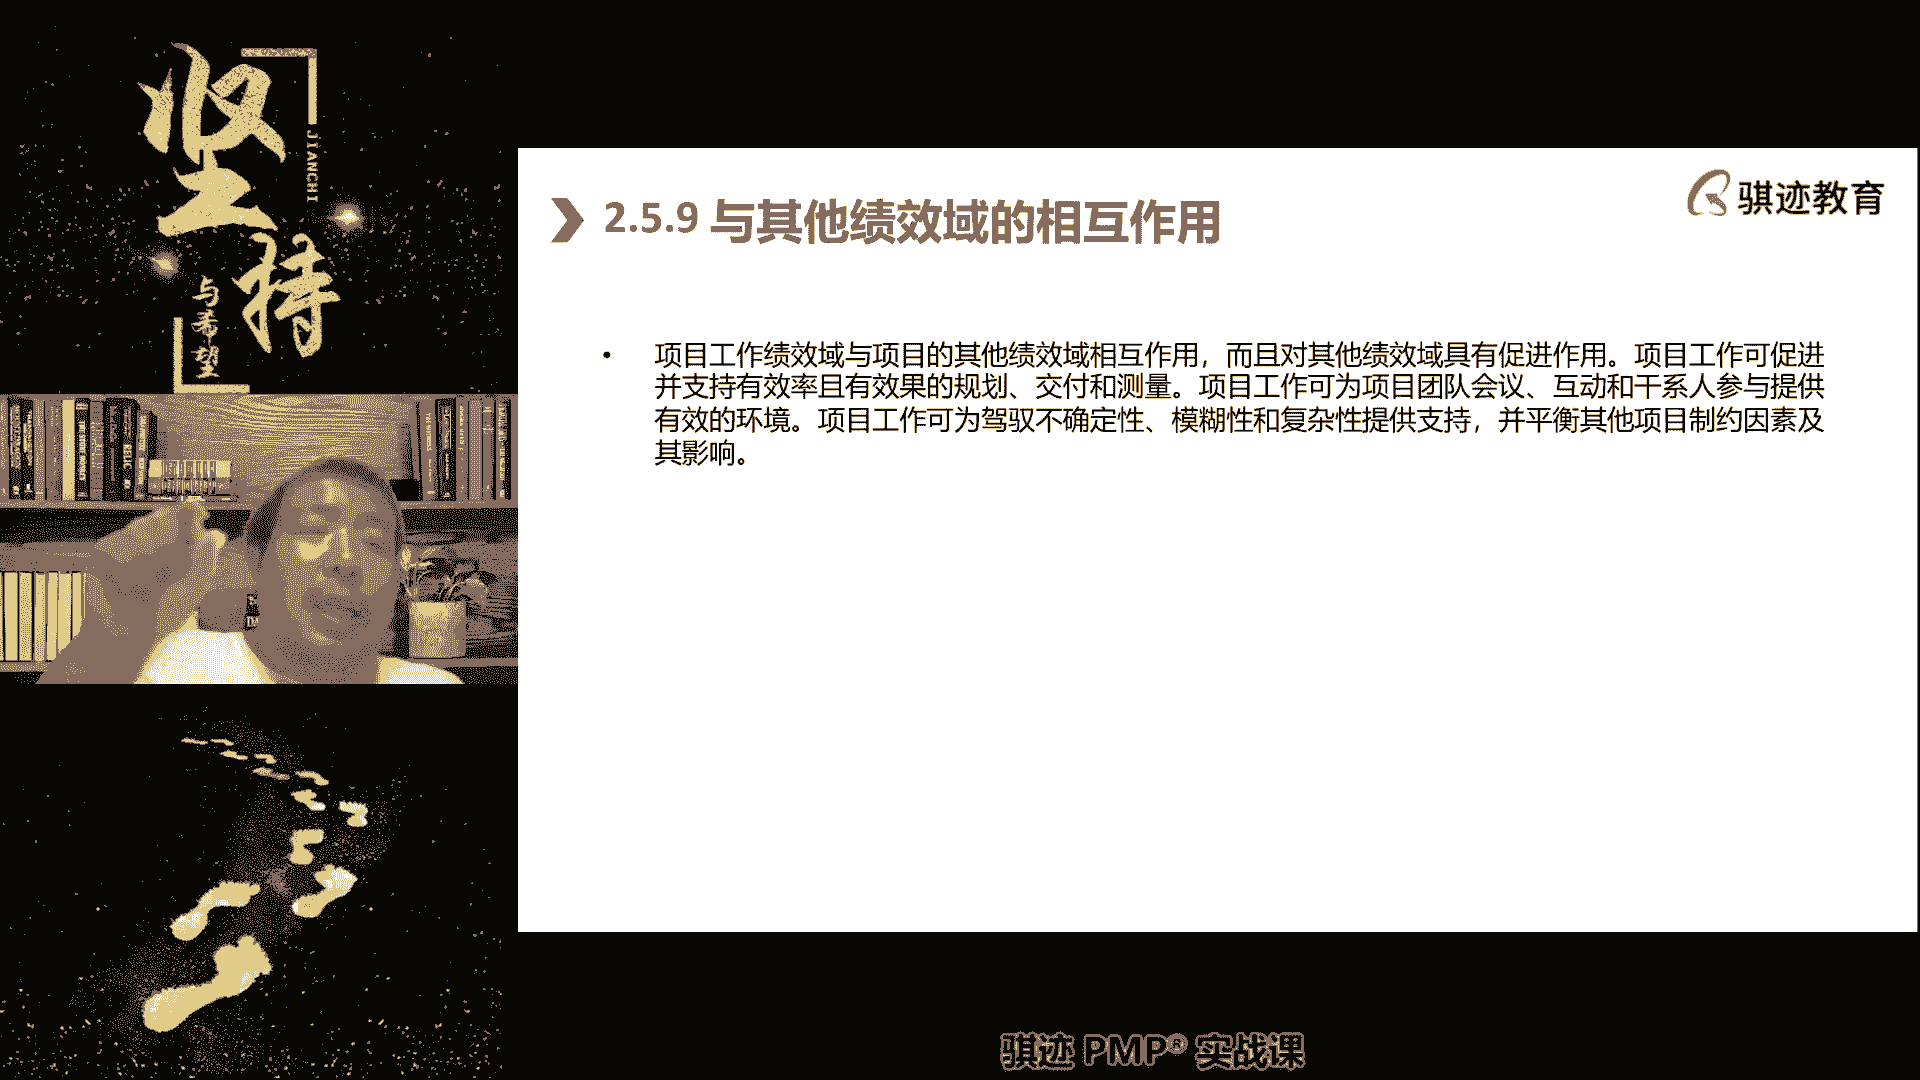 坚持
JIANCHI
与希望
骐迹教育
2.5.9 与其他绩效域的相互作用
• 项目工作绩效域与项目的其他绩效域相互作用，而且对其他绩效域具有促进作用。项目工作可促进
并支持有效率且有效果的规划、交付和测量。项目工作可为项目团队会议、互动和干系人参与提供
有效的环境。项目工作可为驾驭不确定性、模糊性和复杂性提供支持，并平衡其他项目制约因素及
其影响。
骐迹 PMP® 实战课